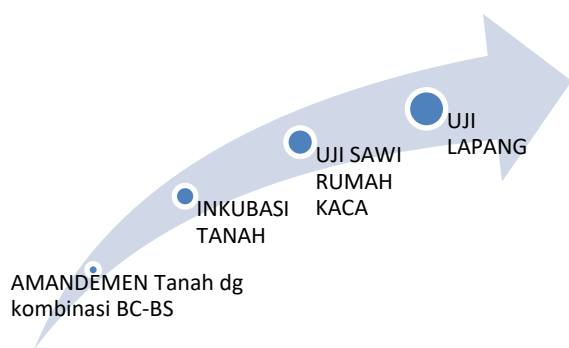 AMANDEMEN Tanah dg
kombinasi BC-BS
INKUBASI
TANAH
UJI SAWI
RUMAH
KACA
UJI
LAPANG